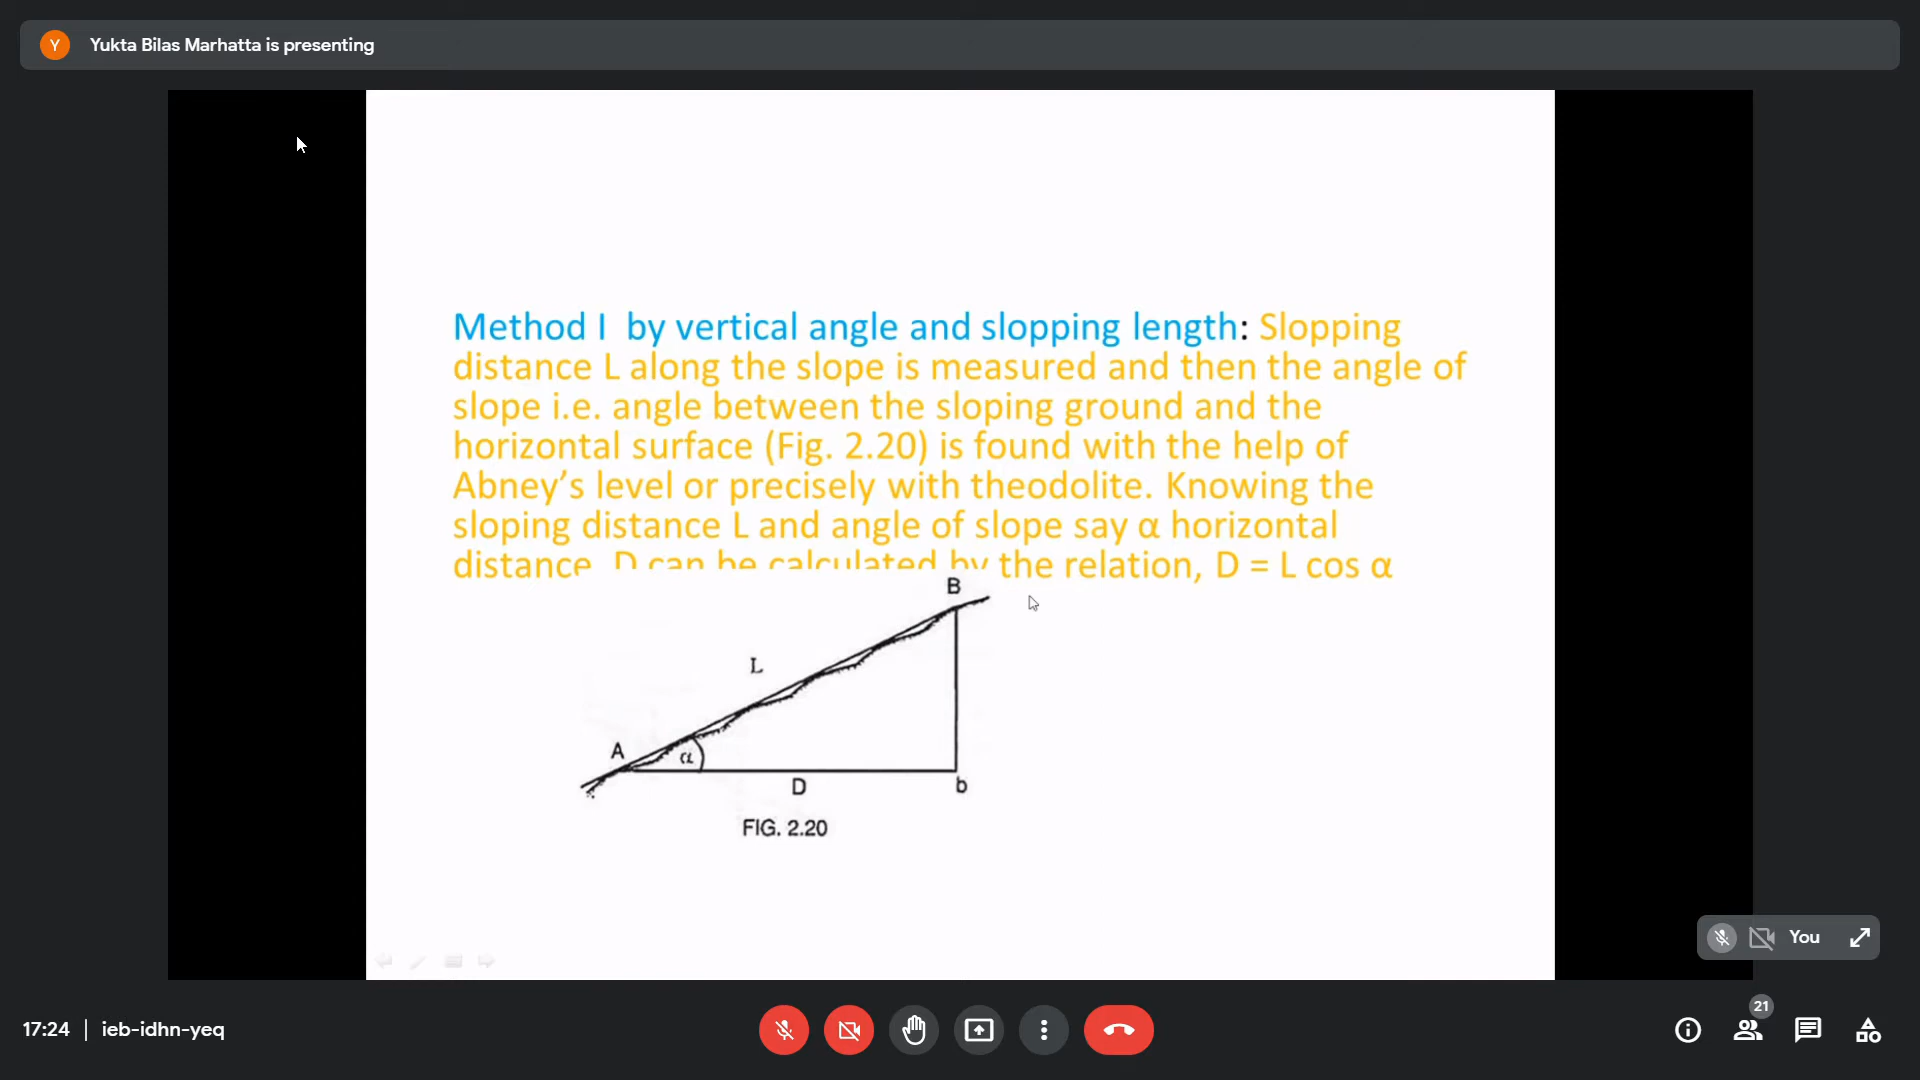 Y
Yukta Bilas Marhatta is presenting
Method I by vertical angle and slopping length: Slopping
distance L along the slope is measured and then the angle of
slope i.e. angle between the sloping ground and the
horizontal surface (Fig. 2.20) is found with the help of
Abney’s level or precisely with theodolite. Knowing the
sloping distance L and angle of slope say α horizontal
distance, D can be calculated by the relation, D = L cos α
B
L
A
α
D
b
FIG. 2.20
You
17:24 | ieb-idhn-yeq
21